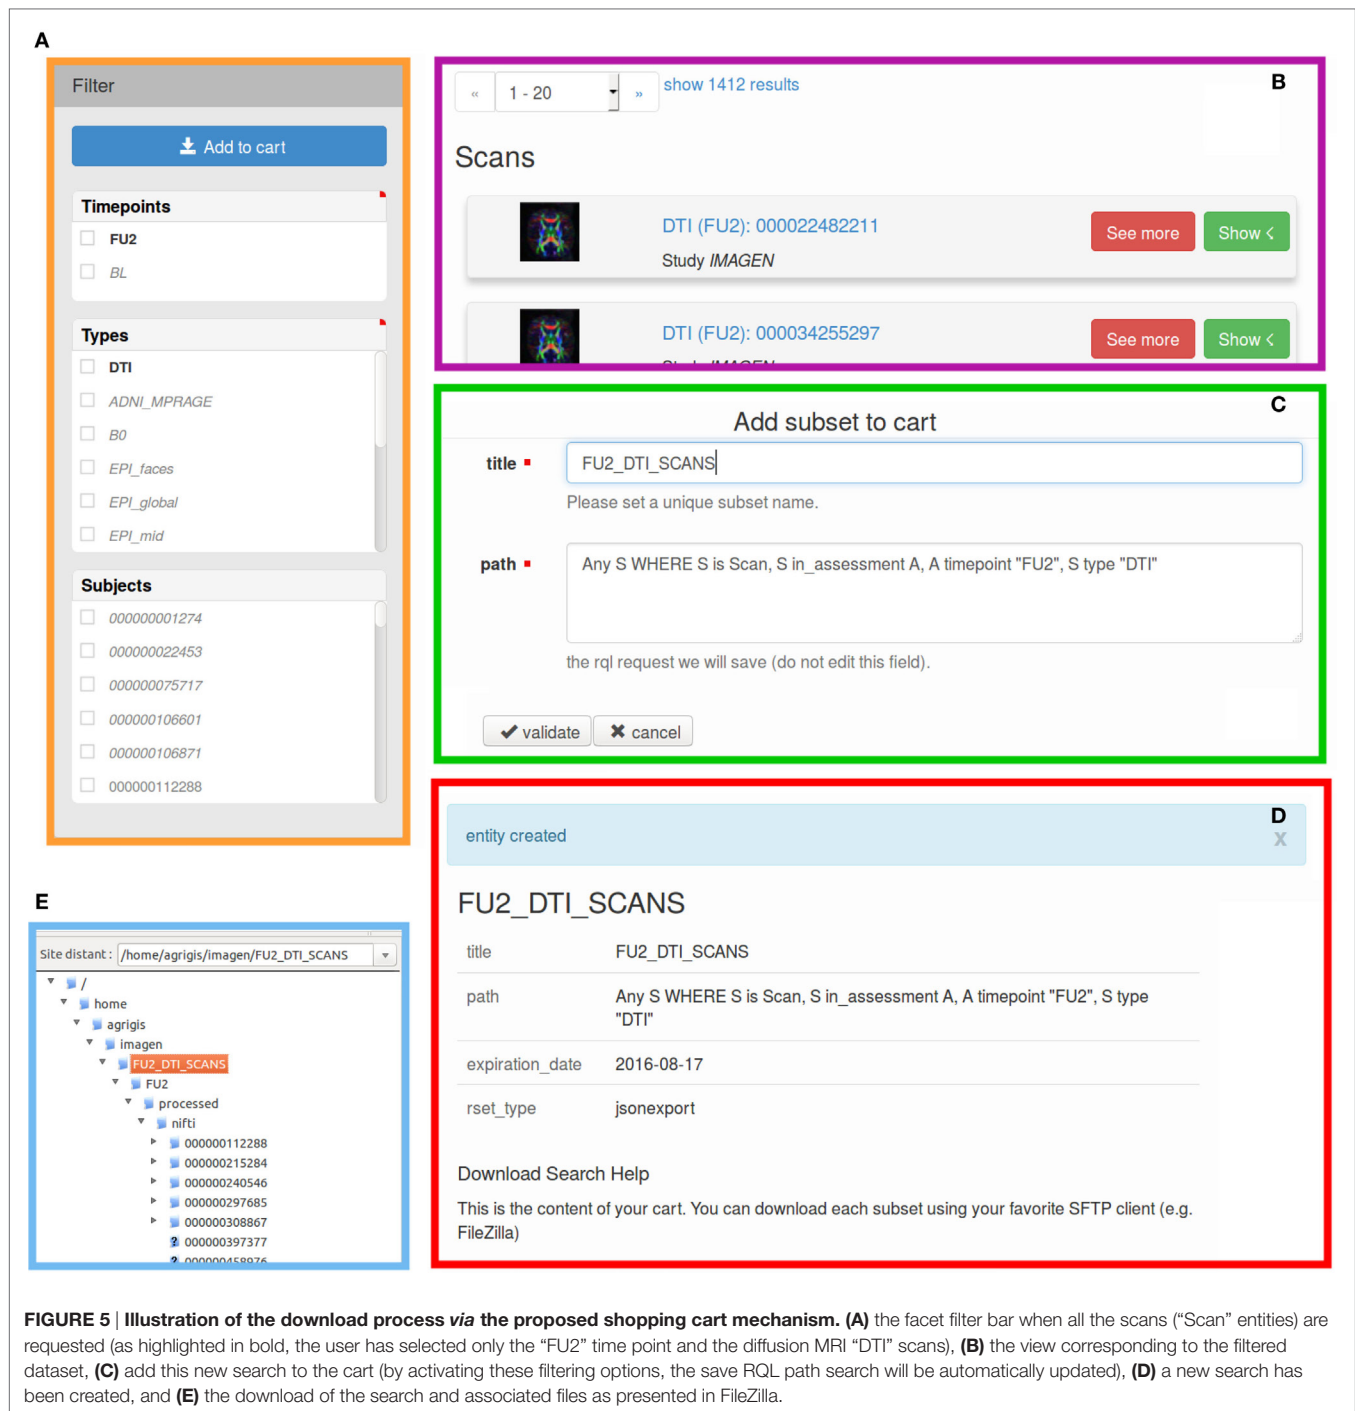 A
Filter
Add to cart
Timepoints
FU2
BL
Types
DTI
ADNI_MPRAGE
B0
EPI_faces
EPI_global
EPI_mid
Subjects
000000001274
000000022453
000000075717
000000106601
000000106871
000000112288
B
« 1 - 20 » show 1412 results
Scans
DTI (FU2): 000022482211
Study IMAGEN
See more
Show
DTI (FU2): 000034255297
Study IMAGEN
See more
Show
C
Add subset to cart
title FU2_DTI_SCANS
Please set a unique subset name.
path Any S WHERE S is Scan, S in_assessment A, A timepoint "FU2", S type "DTI"
the rql request we will save (do not edit this field).
validate cancel
D
entity created X
FU2_DTI_SCANS
title FU2_DTI_SCANS
path Any S WHERE S is Scan, S in_assessment A, A timepoint "FU2", S type
"DTI"
expiration_date 2016-08-17
rset_type jsonexport
Download Search Help
This is the content of your cart. You can download each subset using your favorite SFTP client (e.g.
FileZilla)
E
Site distant : /home/agrigis/imagen/FU2_DTI_SCANS
/
home
agrigis
imagen
FU2_DTI_SCANS
FU2
processed
nifti
000000112288
000000215284
000000240546
000000297685
000000308867
000000397377
000000458976
FIGURE 5 | Illustration of the download process via the proposed shopping cart mechanism. (A) the facet filter bar when all the scans (“Scan” entities) are
requested (as highlighted in bold, the user has selected only the “FU2” time point and the diffusion MRI “DTI” scans), (B) the view corresponding to the filtered
dataset, (C) add this new search to the cart (by activating these filtering options, the save RQL path search will be automatically updated), (D) a new search has
been created, and (E) the download of the search and associated files as presented in FileZilla.